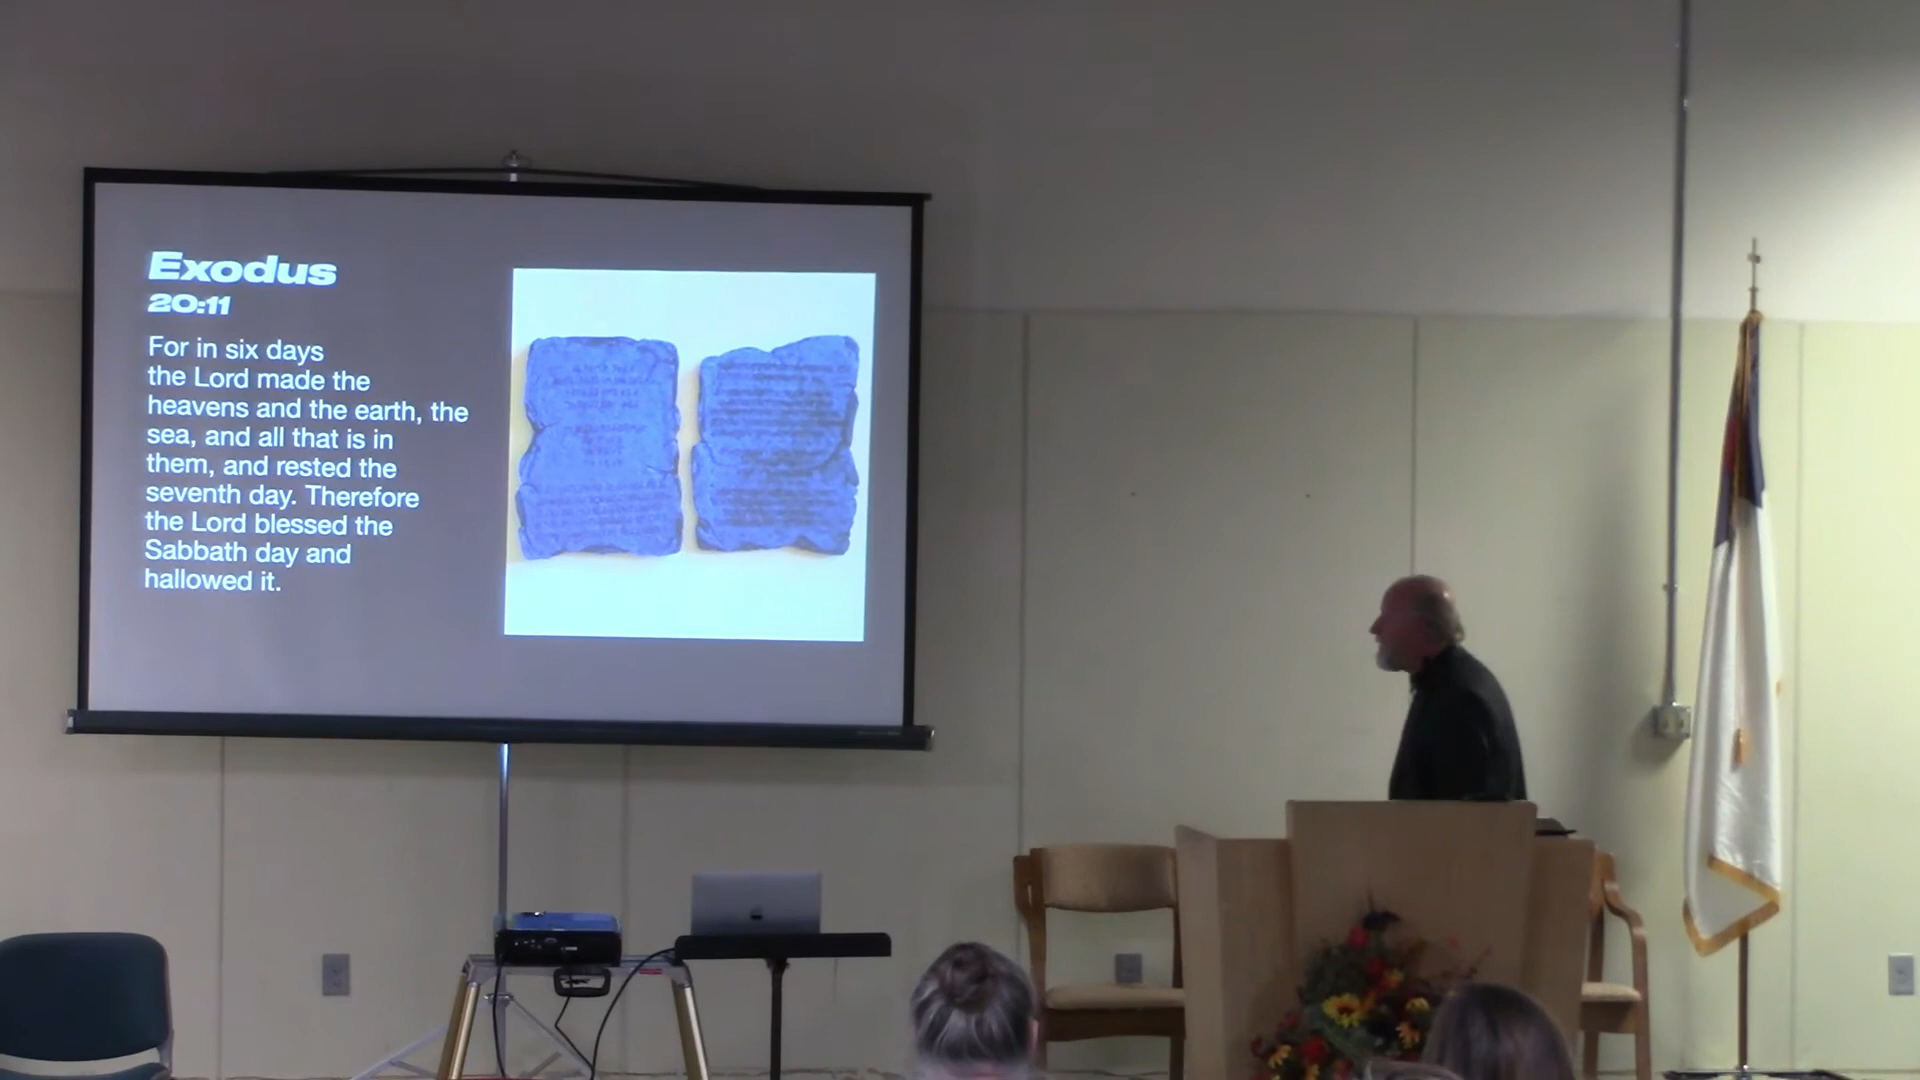 Exodus
20:11
For in six days
the Lord made the
heavens and the earth, the
sea, and all that is in
them, and rested the
seventh day. Therefore
the Lord blessed the
Sabbath day and
hallowed it.